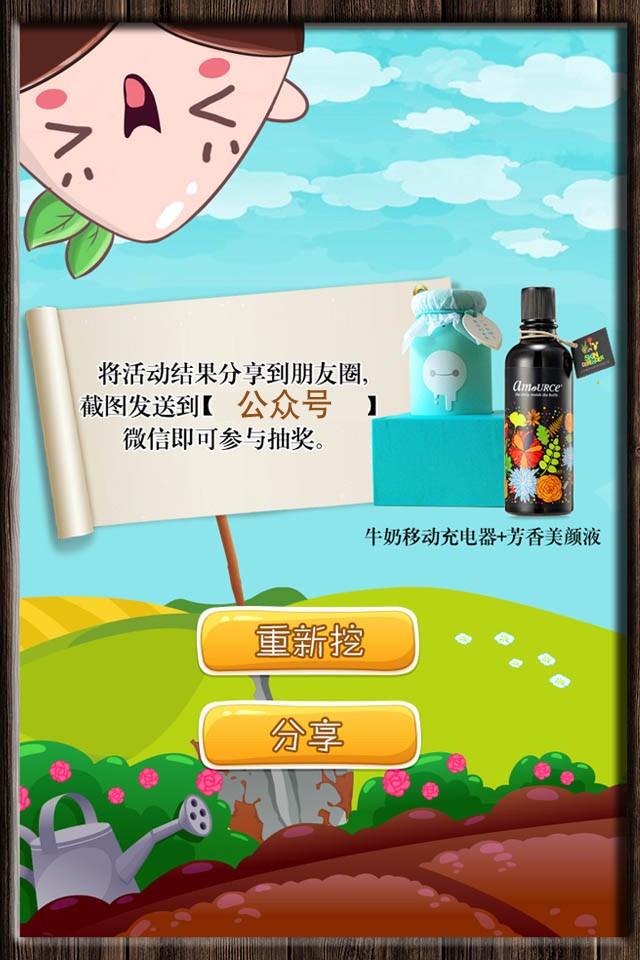 将活动结果分享到朋友圈,
截图发送到【 公众号 】
微信即可参与抽奖。
amoURCE
牛奶移动充电器+芳香美颜液
重新挖
分享